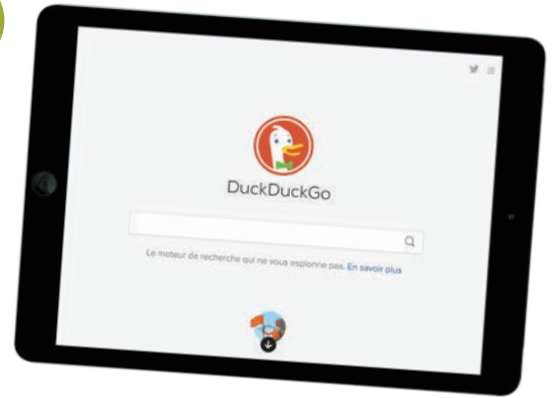 DuckDuckGo
Le moteur de recherche qui ne vous espionne pas. En savoir plus